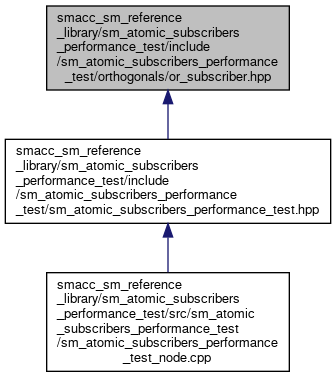 smacc_sm_reference
_library/sm_atomic_subscribers
_performance_test/include
/sm_atomic_subscribers_performance
_test/orthogonals/or_subscriber.hpp
smacc_sm_reference
_library/sm_atomic_subscribers
_performance_test/include
/sm_atomic_subscribers_performance
_test/sm_atomic_subscribers_performance_test.hpp
smacc_sm_reference
_library/sm_atomic_subscribers
_performance_test/src/sm_atomic
_subscribers_performance_test
/sm_atomic_subscribers_performance
_test_node.cpp